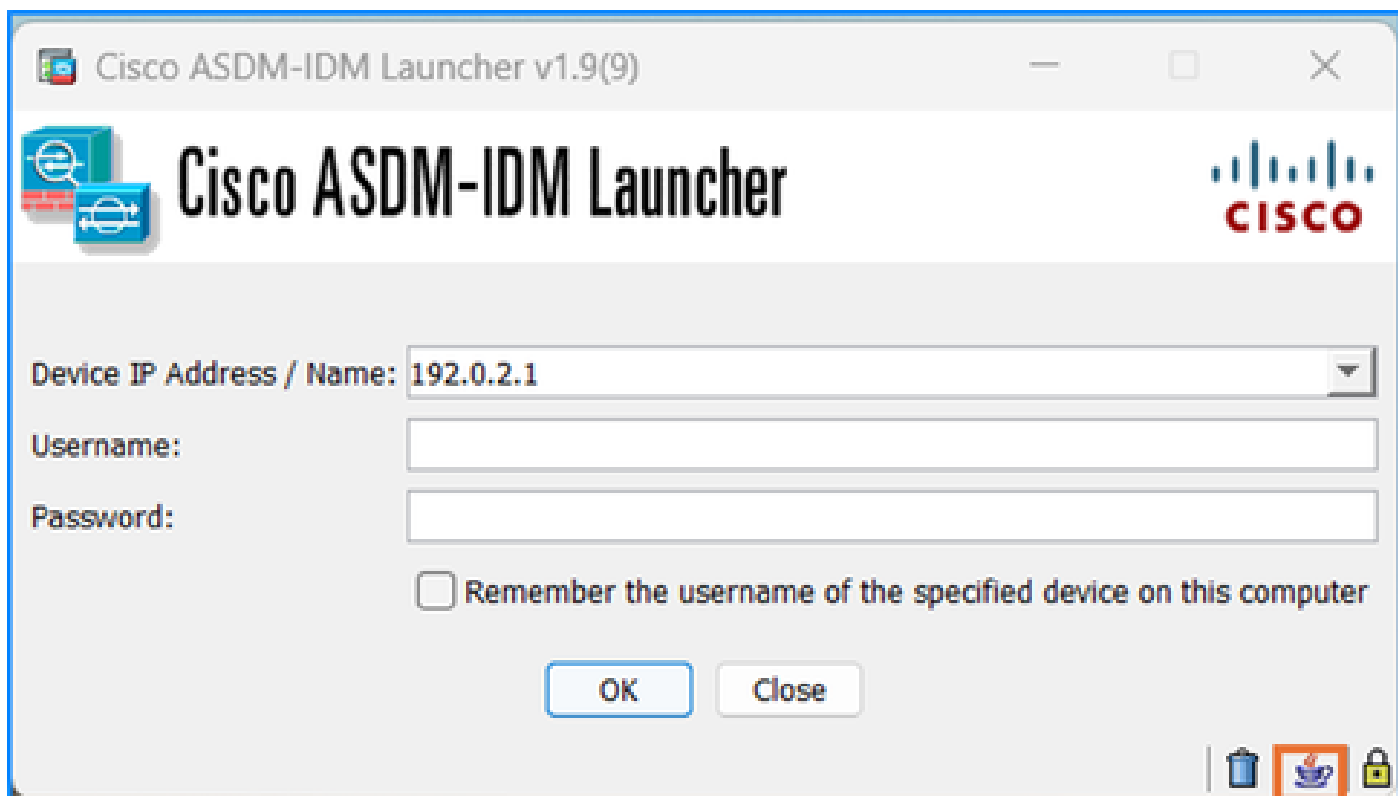 Cisco ASDM-IDM Launcher v1.9(9)
Cisco ASDM-IDM Launcher
CISCO
Device IP Address / Name: 192.0.2.1
Username:
Password:
Remember the username of the specified device on this computer
OK Close